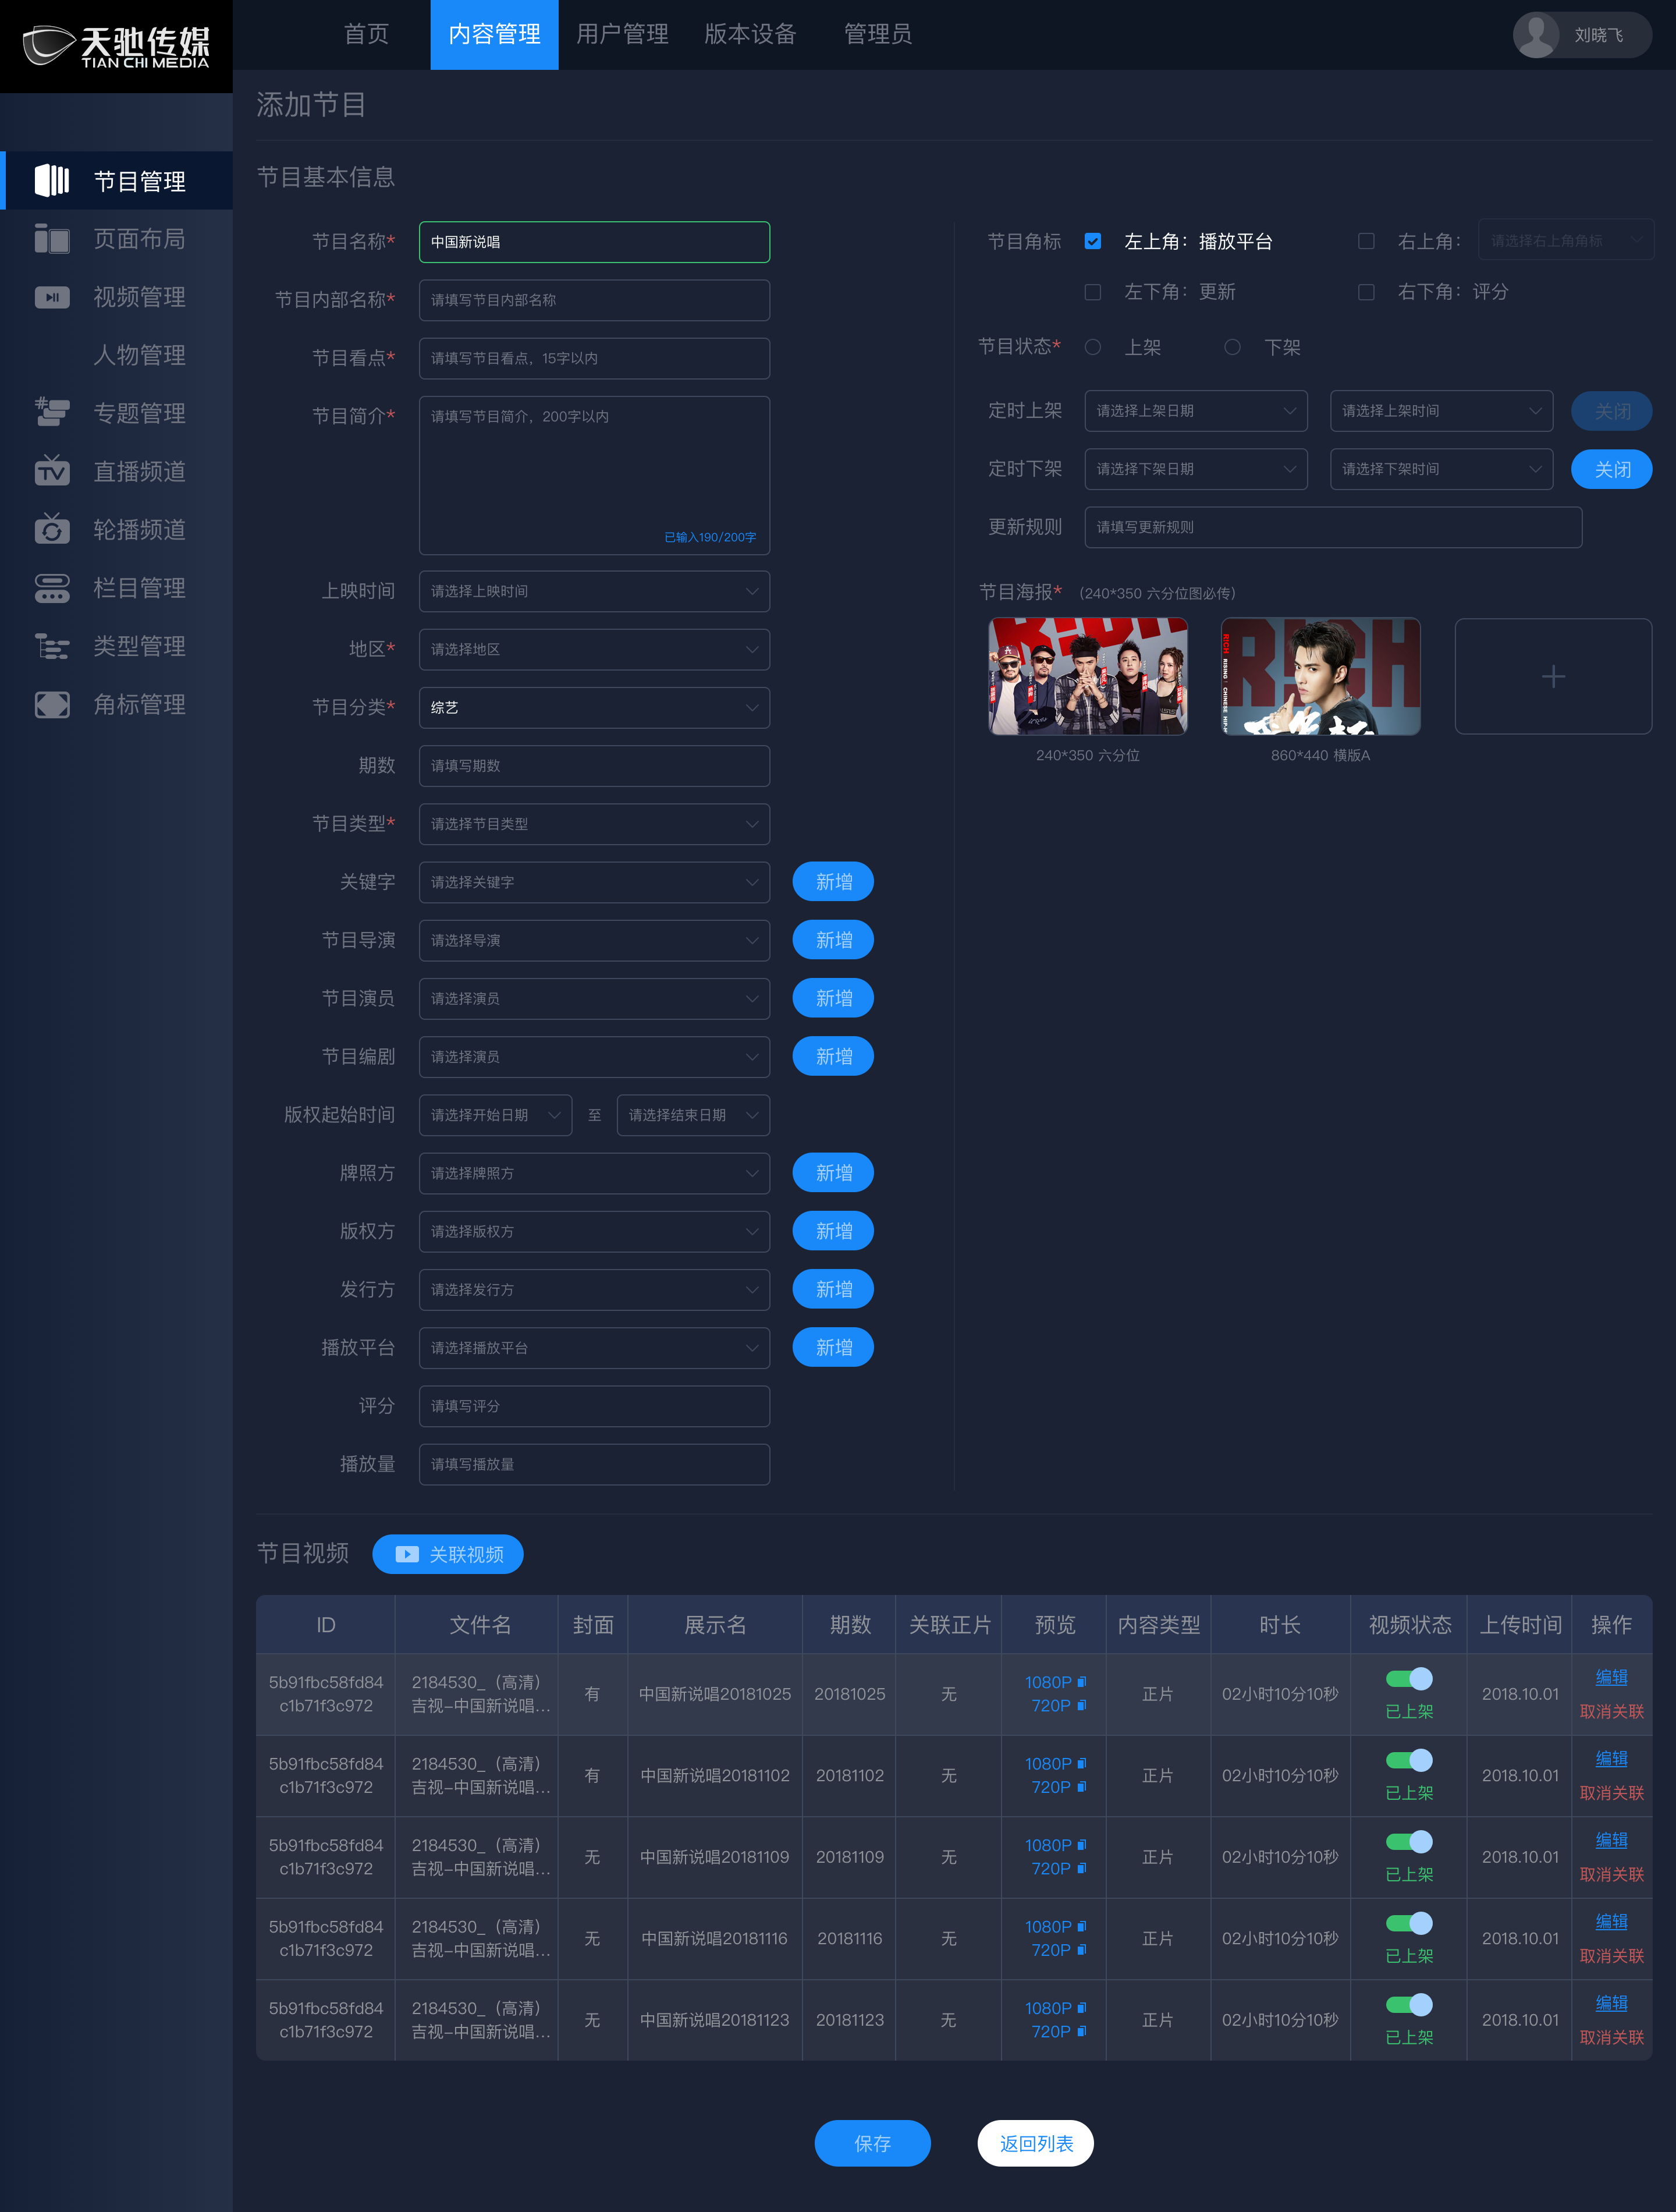 天驰传媒
TIAN CHI MEDIA
首页
内容管理
用户管理
版本设备
管理员
刘晓飞
节目管理
页面布局
视频管理
人物管理
专题管理
直播频道
轮播频道
栏目管理
类型管理
角标管理
添加节目
节目基本信息
节目名称* 中国新说唱
节目内部名称* 请填写节目内部名称
节目看点* 请填写节目看点，15字以内
节目简介* 请填写节目简介，200字以内
已输入190/200字
上映时间 请选择上映时间
地区* 请选择地区
节目分类* 综艺
期数 请填写期数
节目类型* 请选择节目类型
关键字 请选择关键字 新增
节目导演 请选择导演 新增
节目演员 请选择演员 新增
节目编剧 请选择演员 新增
版权起始时间 请选择开始日期 至 请选择结束日期
牌照方 请选择牌照方 新增
版权方 请选择版权方 新增
发行方 请选择发行方 新增
播放平台 请选择播放平台 新增
评分 请填写评分
播放量 请填写播放量
节目角标 左上角：播放平台 右上角： 请选择右上角角标
左下角：更新 右下角：评分
节目状态* 上架 下架
定时上架 请选择上架日期 请选择上架时间 关闭
定时下架 请选择下架日期 请选择下架时间 关闭
更新规则 请填写更新规则
节目海报* （240*350 六分位图必传）
RICH
RICH RISING! CHINESE HIP-H
240*350 六分位
860*440 横版A
节目视频 关联视频
ID 文件名 封面 展示名 期数 关联正片 预览 内容类型 时长 视频状态 上传时间 操作
5b91fbc58fd84 2184530_（高清） 1080P 编辑
有 中国新说唱20181025 20181025 无 正片 02小时10分10秒 2018.10.01
c1b71f3c972 吉视-中国新说唱... 720P 已上架 取消关联
5b91fbc58fd84 2184530_（高清） 1080P 编辑
有 中国新说唱20181102 20181102 无 正片 02小时10分10秒 2018.10.01
c1b71f3c972 吉视-中国新说唱... 720P 已上架 取消关联
5b91fbc58fd84 2184530_（高清） 1080P 编辑
无 中国新说唱20181109 20181109 无 正片 02小时10分10秒 2018.10.01
c1b71f3c972 吉视-中国新说唱... 720P 已上架 取消关联
5b91fbc58fd84 2184530_（高清） 1080P 编辑
无 中国新说唱20181116 20181116 无 正片 02小时10分10秒 2018.10.01
c1b71f3c972 吉视-中国新说唱... 720P 已上架 取消关联
5b91fbc58fd84 2184530_（高清） 1080P 编辑
无 中国新说唱20181123 20181123 无 正片 02小时10分10秒 2018.10.01
c1b71f3c972 吉视-中国新说唱... 720P 已上架 取消关联
保存
返回列表